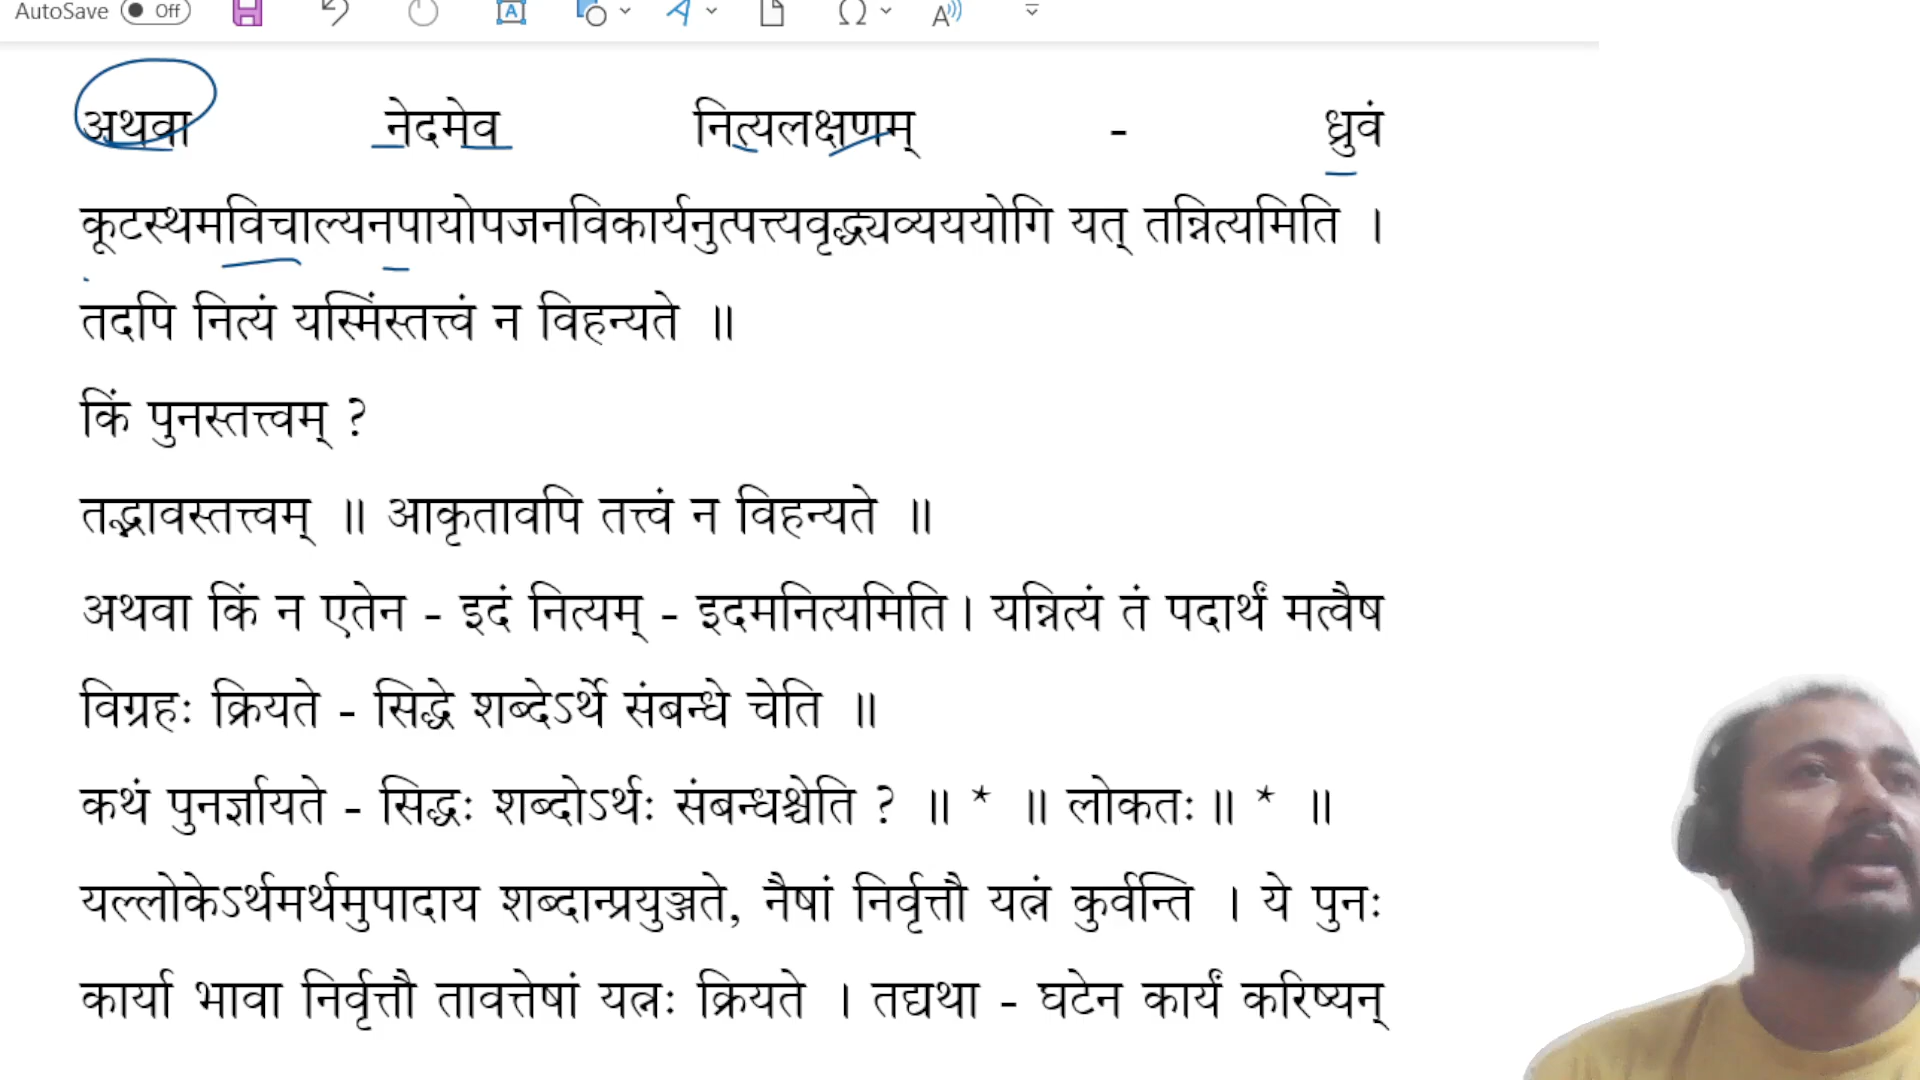 AutoSave Off
अथवा नेदमेव नित्यलक्षणम् - ध्रुवं
कूटस्थमविचाल्यनपायोपजनविकार्यनुत्पत्त्यवृद्ध्यव्यययोगि यत् तन्नित्यमिति ।
तदपि नित्यं यस्मिंस्तत्त्वं न विहन्यते ॥
किं पुनस्तत्त्वम् ?
तद्भावस्तत्त्वम् ॥ आकृतावपि तत्त्वं न विहन्यते ॥
अथवा किं न एतेन - इदं नित्यम् - इदमनित्यमिति । यन्नित्यं तं पदार्थं मत्वैष
विग्रहः क्रियते - सिद्धे शब्देऽर्थे संबन्धे चेति ॥
कथं पुनर्ज्ञायते - सिद्धः शब्दोऽर्थः संबन्धश्चेति ? ॥ * ॥ लोकतः ॥ * ॥
यल्लोकेऽर्थमर्थमुपादाय शब्दान्प्रयुञ्जते, नैषां निर्वृत्तौ यत्नं कुर्वन्ति । ये पुनः
कार्या भावा निर्वृत्तौ तावत्तेषां यत्नः क्रियते । तद्यथा - घटेन कार्यं करिष्यन्